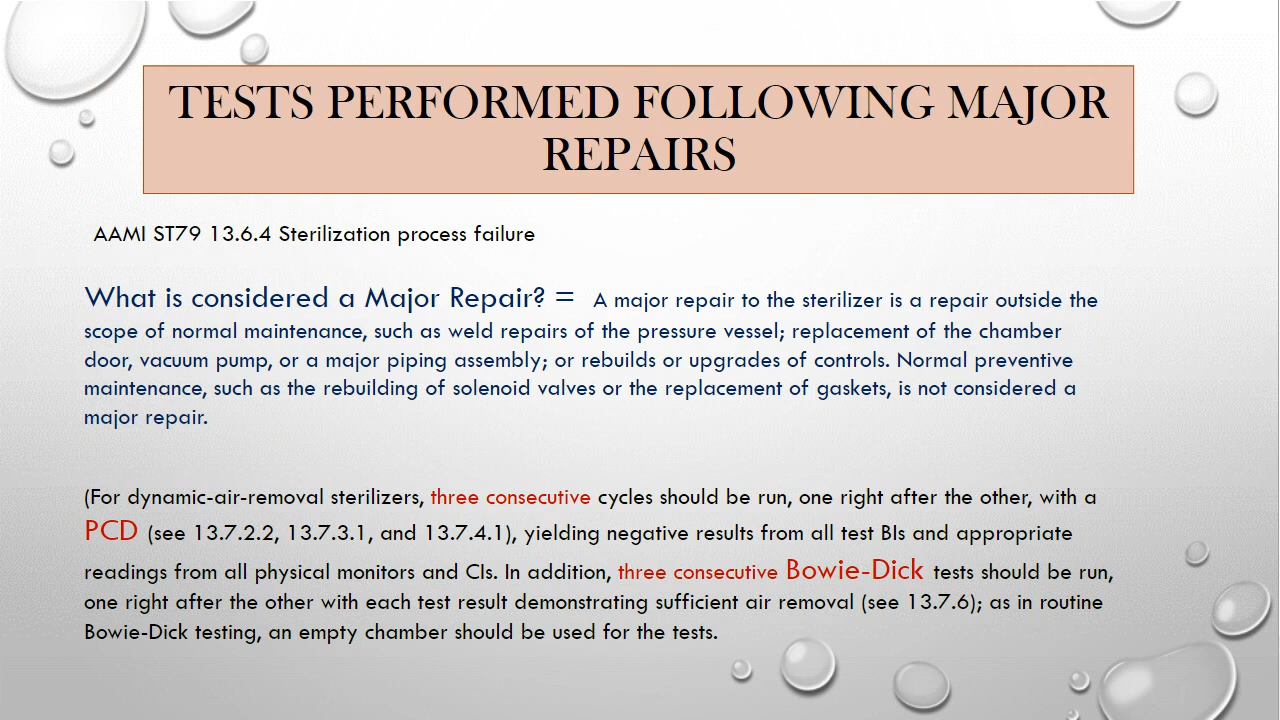 TESTS PERFORMED FOLLOWING MAJOR
REPAIRS
AAMI ST79 13.6.4 Sterilization process failure
What is considered a Major Repair? = A major repair to the sterilizer is a repair outside the
scope of normal maintenance, such as weld repairs of the pressure vessel; replacement of the chamber
door, vacuum pump, or a major piping assembly; or rebuilds or upgrades of controls. Normal preventive
maintenance, such as the rebuilding of solenoid valves or the replacement of gaskets, is not considered a
major repair.
(For dynamic-air-removal sterilizers, three consecutive cycles should be run, one right after the other, with a
PCD (see 13.7.2.2, 13.7.3.1, and 13.7.4.1), yielding negative results from all test BIs and appropriate
readings from all physical monitors and CIs. In addition, three consecutive Bowie-Dick tests should be run,
one right after the other with each test result demonstrating sufficient air removal (see 13.7.6); as in routine
Bowie-Dick testing, an empty chamber should be used for the tests.